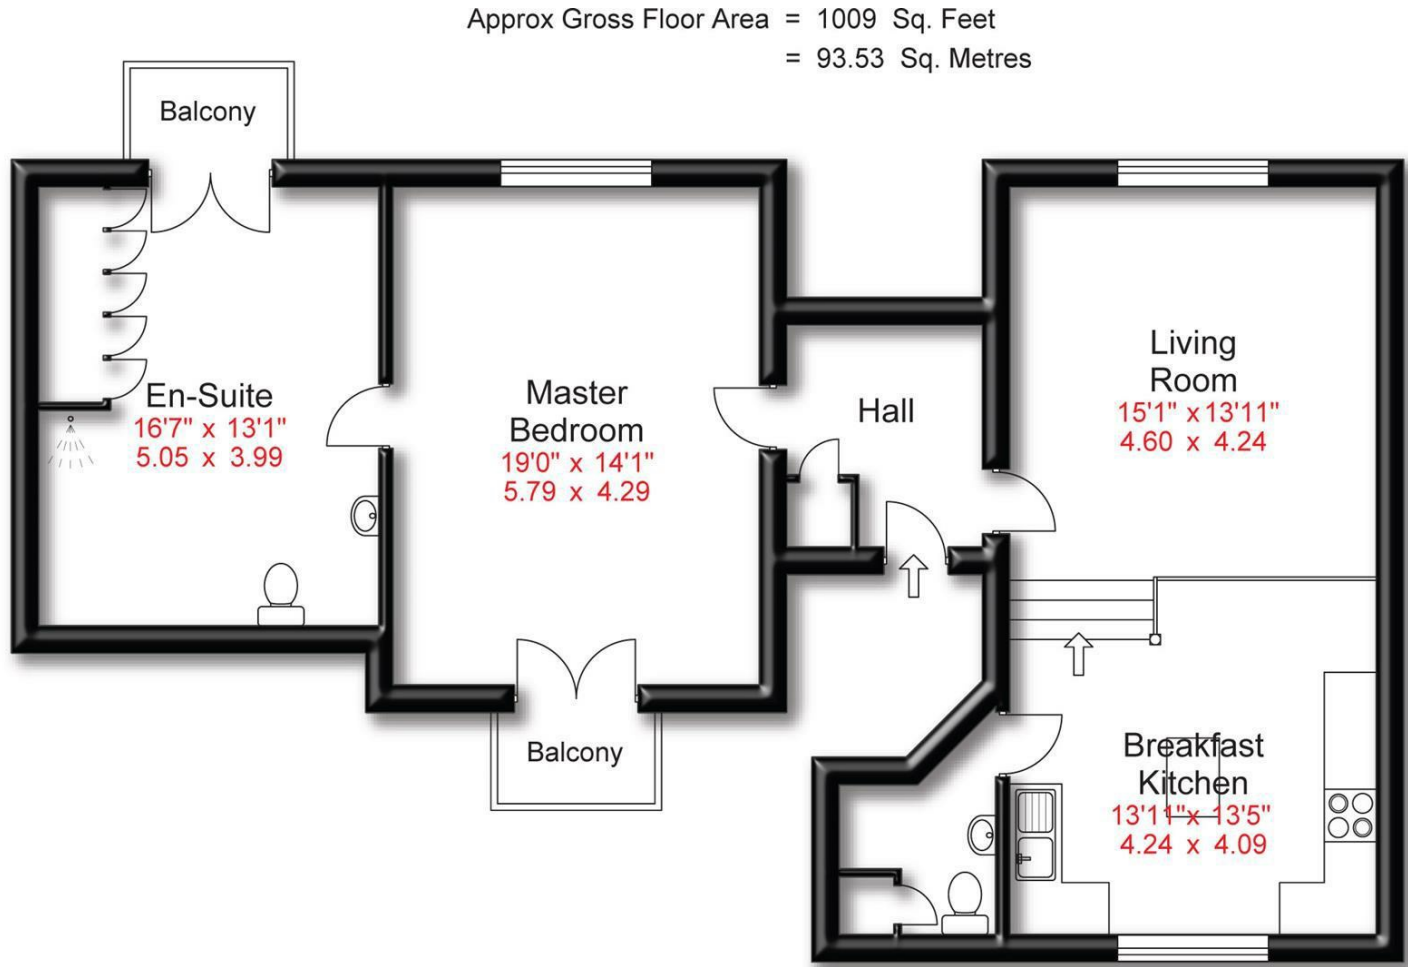 Approx Gross Floor Area = 1009 Sq. Feet
= 93.53 Sq. Metres
Balcony
En-Suite
16'7" x 13'1"
5.05 x 3.99
Master
Bedroom
19'0" x 14'1"
5.79 x 4.29
Balcony
Hall
Living
Room
15'1" x 13'11"
4.60 x 4.24
Breakfast
Kitchen
13'11"x 13'5"
4.24 x 4.09